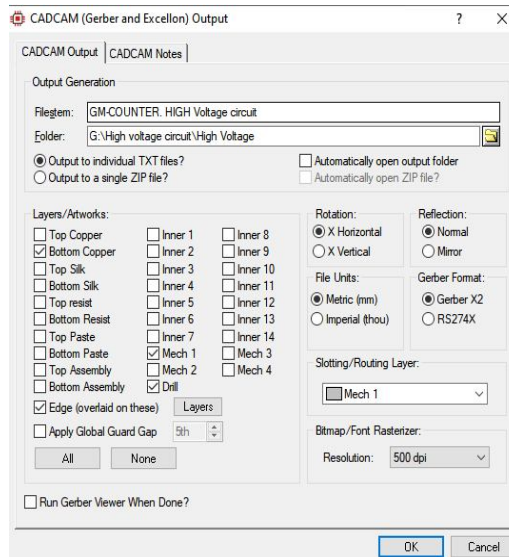 CADCAM (Gerber and Excellon) Output ? X
CADCAM Output CADCAM Notes
Output Generation
Filestem: GM-COUNTER. HIGH Voltage circuit
Folder: G:\High voltage circuit\High Voltage
Output to individual TXT files? Automatically open output folder
Output to a single ZIP file? Automatically open ZIP file?
Layers/Artworks:
Top Copper Inner 1 Inner 8
Bottom Copper Inner 2 Inner 9
Top Silk Inner 3 Inner 10
Bottom Silk Inner 4 Inner 11
Top resist Inner 5 Inner 12
Bottom Resist Inner 6 Inner 13
Top Paste Inner 7 Inner 14
Bottom Paste Mech 1 Mech 3
Top Assembly Mech 2 Mech 4
Bottom Assembly Drill
Edge (overlaid on these) Layers
Apply Global Guard Gap 5th
All None
Rotation:
X Horizontal
X Vertical
Reflection:
Normal
Mirror
File Units:
Metric (mm)
Imperial (thou)
Gerber Format:
Gerber X2
RS274X
Slotting/Routing Layer:
Mech 1
Bitmap/Font Rasterizer:
Resolution: 500 dpi
Run Gerber Viewer When Done?
OK Cancel